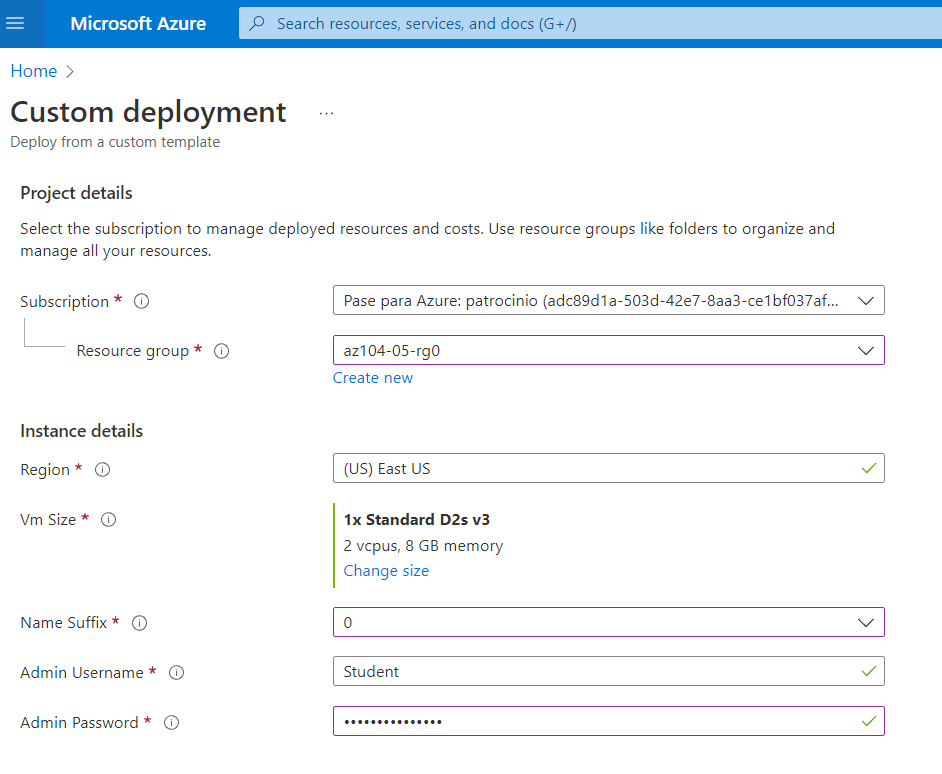 Microsoft Azure
Search resources, services, and docs (G+/)
Home
Custom deployment ...
Deploy from a custom template
Project details
Select the subscription to manage deployed resources and costs. Use resource groups like folders to organize and
manage all your resources.
Subscription *
Pase para Azure: patrocinio (adc89d1a-503d-42e7-8aa3-ce1bf037af...
Resource group *
az104-05-rg0
Create new
Instance details
Region *
(US) East US
Vm Size *
1x Standard D2s v3
2 vcpus, 8 GB memory
Change size
Name Suffix *
0
Admin Username *
Student
Admin Password *
•••••••••••••••